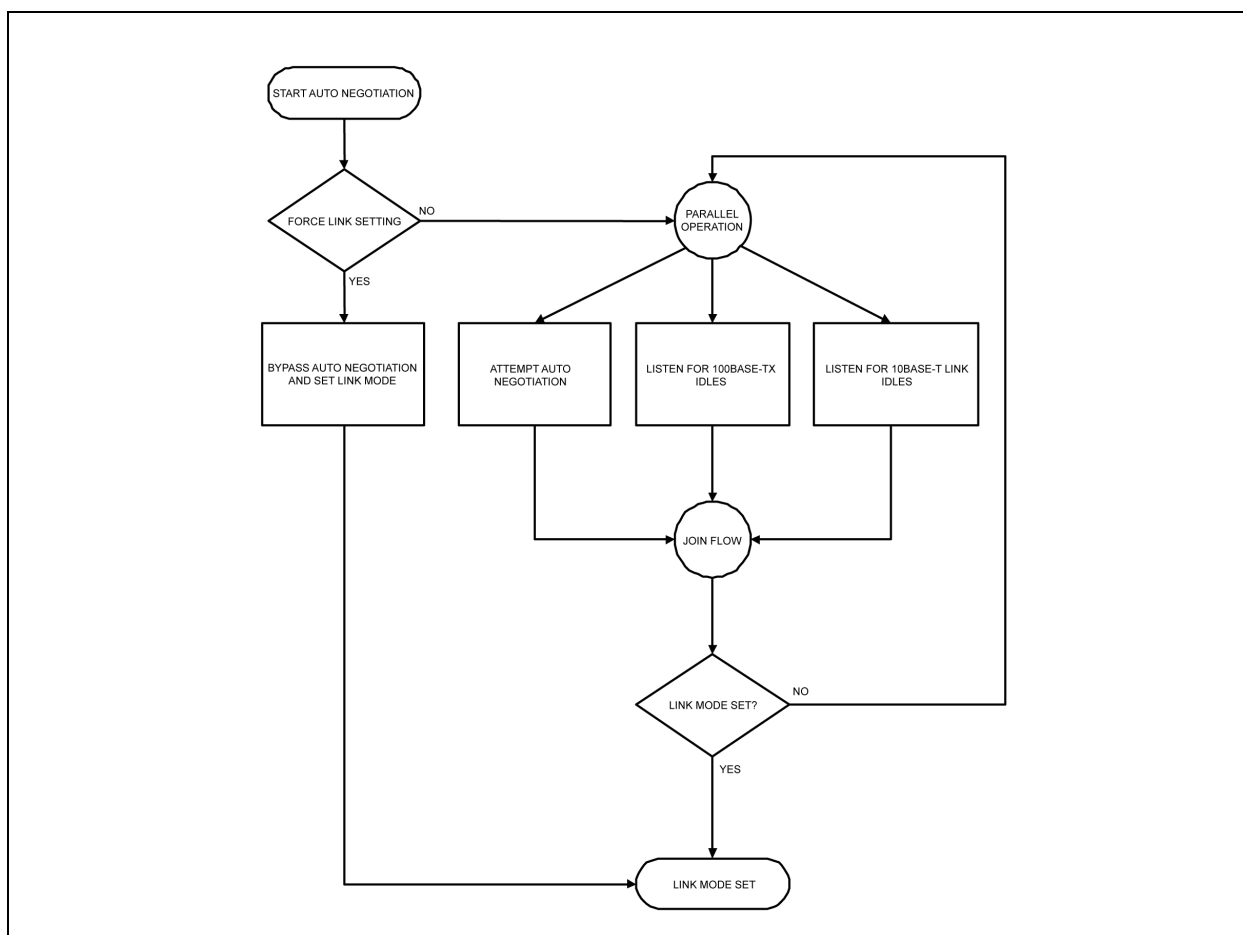 START AUTO NEGOTIATION
FORCE LINK SETTING
NO
YES
PARALLEL
OPERATION
BYPASS AUTO NEGOTIATION
AND SET LINK MODE
ATTEMPT AUTO
NEGOTIATION
LISTEN FOR 100BASE-TX
IDLES
LISTEN FOR 10BASE-T LINK
IDLES
JOIN FLOW
LINK MODE SET?
NO
YES
LINK MODE SET